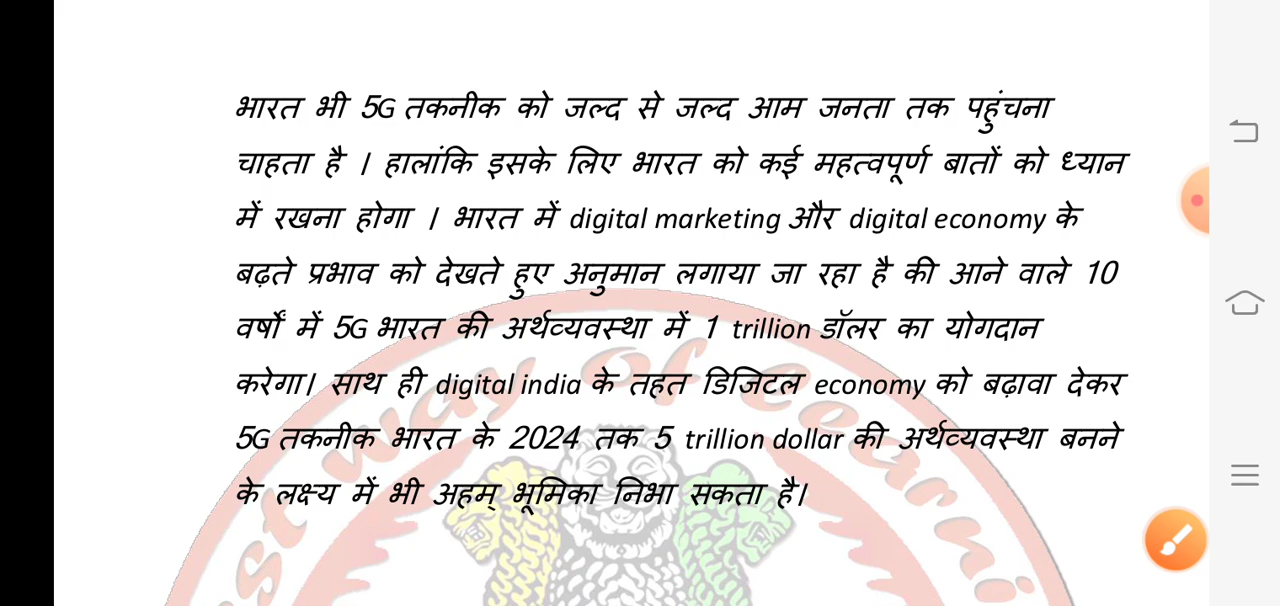 भारत भी 5G तकनीक को जल्द से जल्द आम जनता तक पहुंचना
चाहता है । हालांकि इसके लिए भारत को कई महत्वपूर्ण बातों को ध्यान
में रखना होगा । भारत में digital marketing और digital economy के
बढ़ते प्रभाव को देखते हुए अनुमान लगाया जा रहा है की आने वाले 10
वर्षों में 5G भारत की अर्थव्यवस्था में 1 trillion डॉलर का योगदान
करेगा। साथ ही digital india के तहत डिजिटल economy को बढ़ावा देकर
5G तकनीक भारत के 2024 तक 5 trillion dollar की अर्थव्यवस्था बनने
के लक्ष्य में भी अहम् भूमिका निभा सकता है।
way of learni